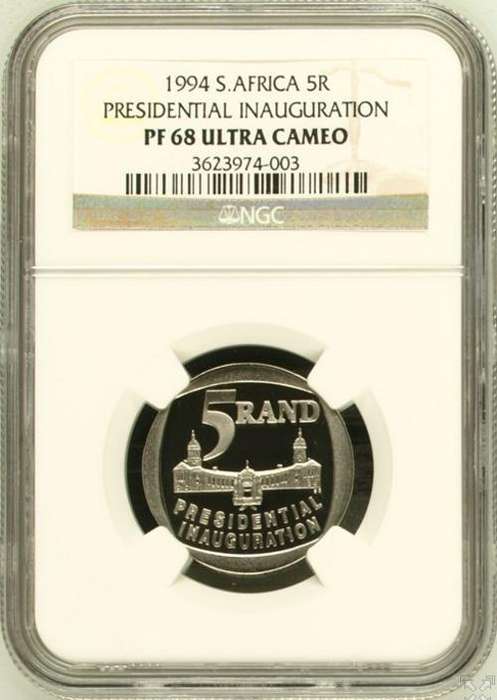 1994 S.AFRICA 5R
PRESIDENTIAL INAUGURATION
PF 68 ULTRA CAMEO
3623974-003
NGC
5 RAND
PRESIDENTIAL
INAUGURATION